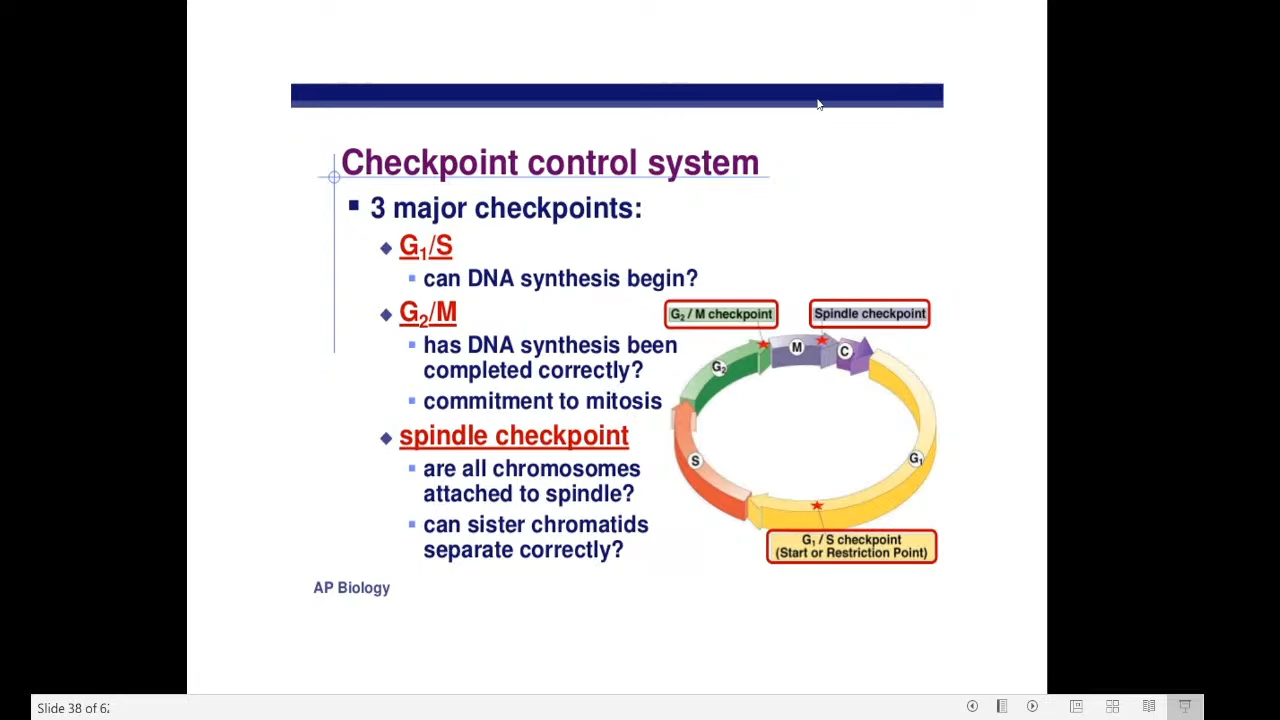 Checkpoint control system
3 major checkpoints:
G₁/S
can DNA synthesis begin?
G₂/M
has DNA synthesis been
completed correctly?
commitment to mitosis
spindle checkpoint
are all chromosomes
attached to spindle?
can sister chromatids
separate correctly?
G₂ / M checkpoint
Spindle checkpoint
M
C
G₂
S
G₁
G₁ / S checkpoint
(Start or Restriction Point)
AP Biology
Slide 38 of 62